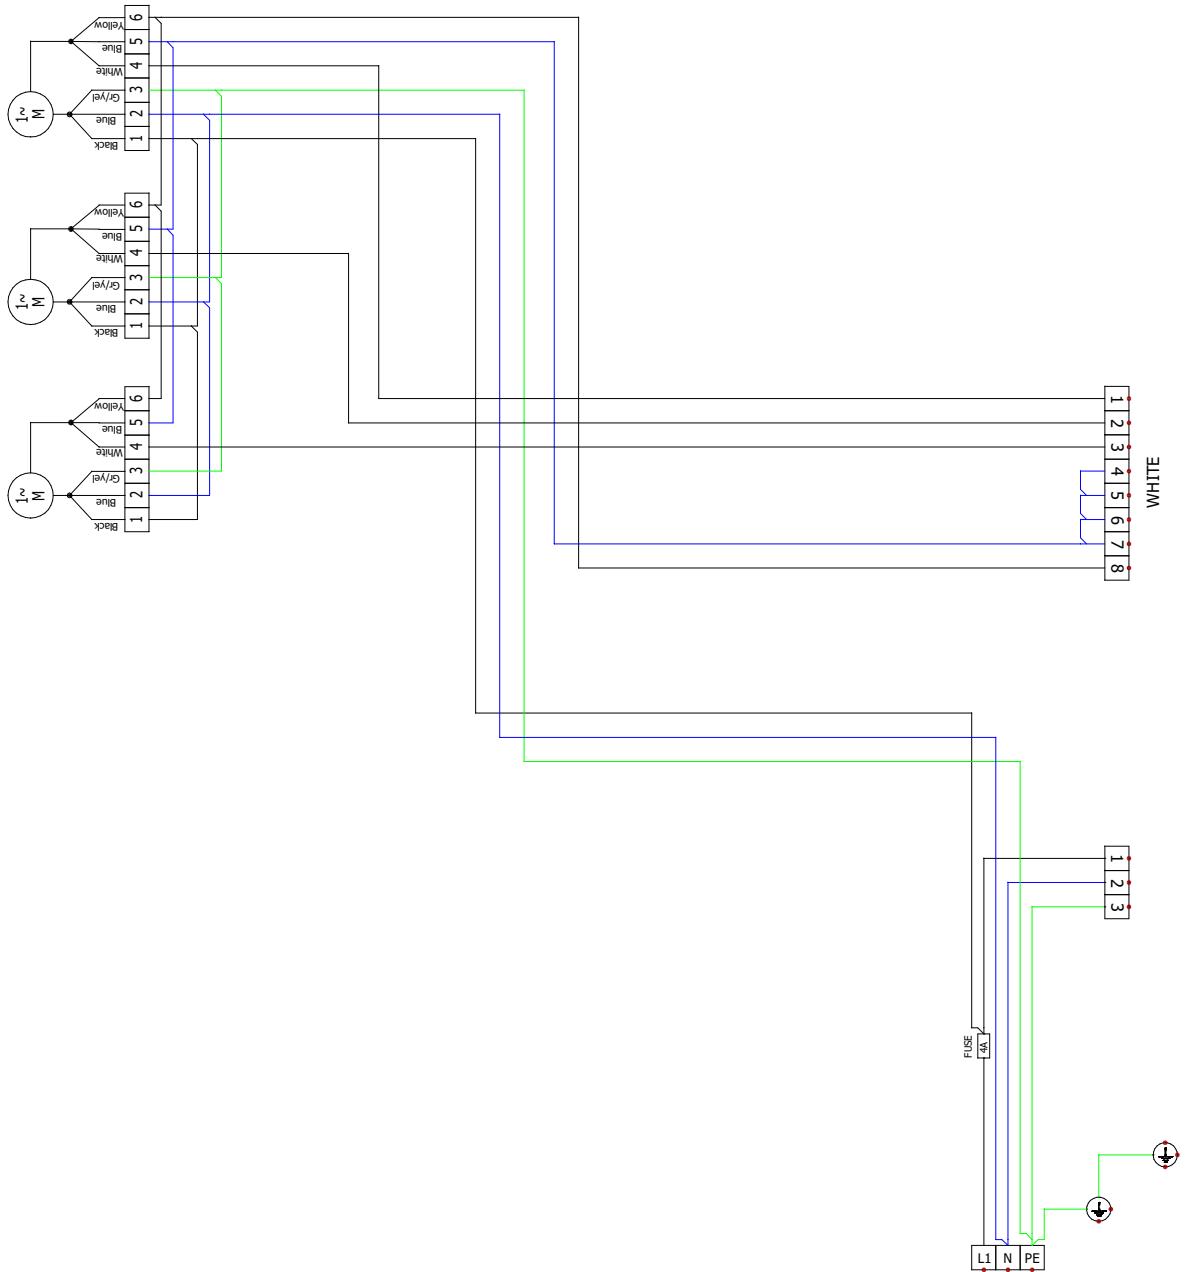 6
Yellow
5
Blue
4
White
3
Gr/yel
2
Blue
1
Black
1~
M
6
Yellow
5
Blue
4
White
3
Gr/yel
2
Blue
1
Black
1~
M
6
Yellow
5
Blue
4
White
3
Gr/yel
2
Blue
1
Black
1~
M
1
2
3
4
5
6
7
8
WHITE
1
2
3
FUSE
4A
L1 N PE